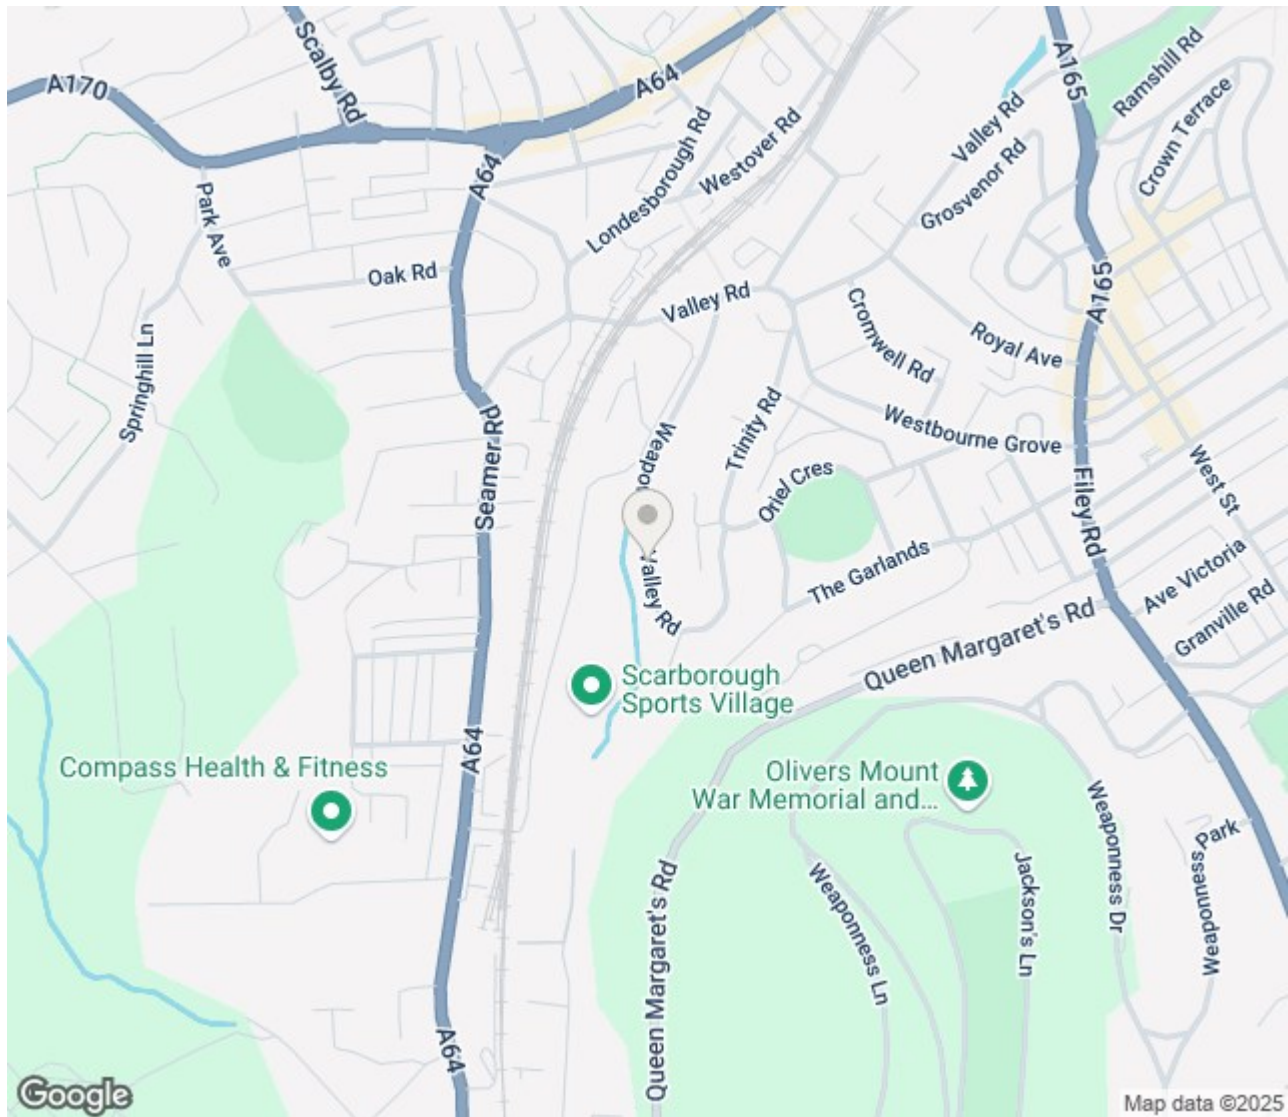 A170
Scalby Rd
A64
A165
Ramshill Rd
Crown Terrace
Valley Rd
Grosvenor Rd
Londesborough Rd
Westover Rd
A64
Park Ave
Oak Rd
Valley Rd
A165
Cromwell Rd
Royal Ave
Springhill Ln
Seamer Rd
Trinity Rd
Westbourne Grove
Oriel Cres
West St
Filey Rd
Valley Rd
The Garlands
Ave Victoria
Granville Rd
Queen Margaret's Rd
Scarborough
Sports Village
A64
Compass Health & Fitness
Olivers Mount
War Memorial and...
Weaponness Dr
Weaponness
Park
Queen Margaret's Rd
Weaponness Ln
Jackson's Ln
A64
Google
Map data ©2025